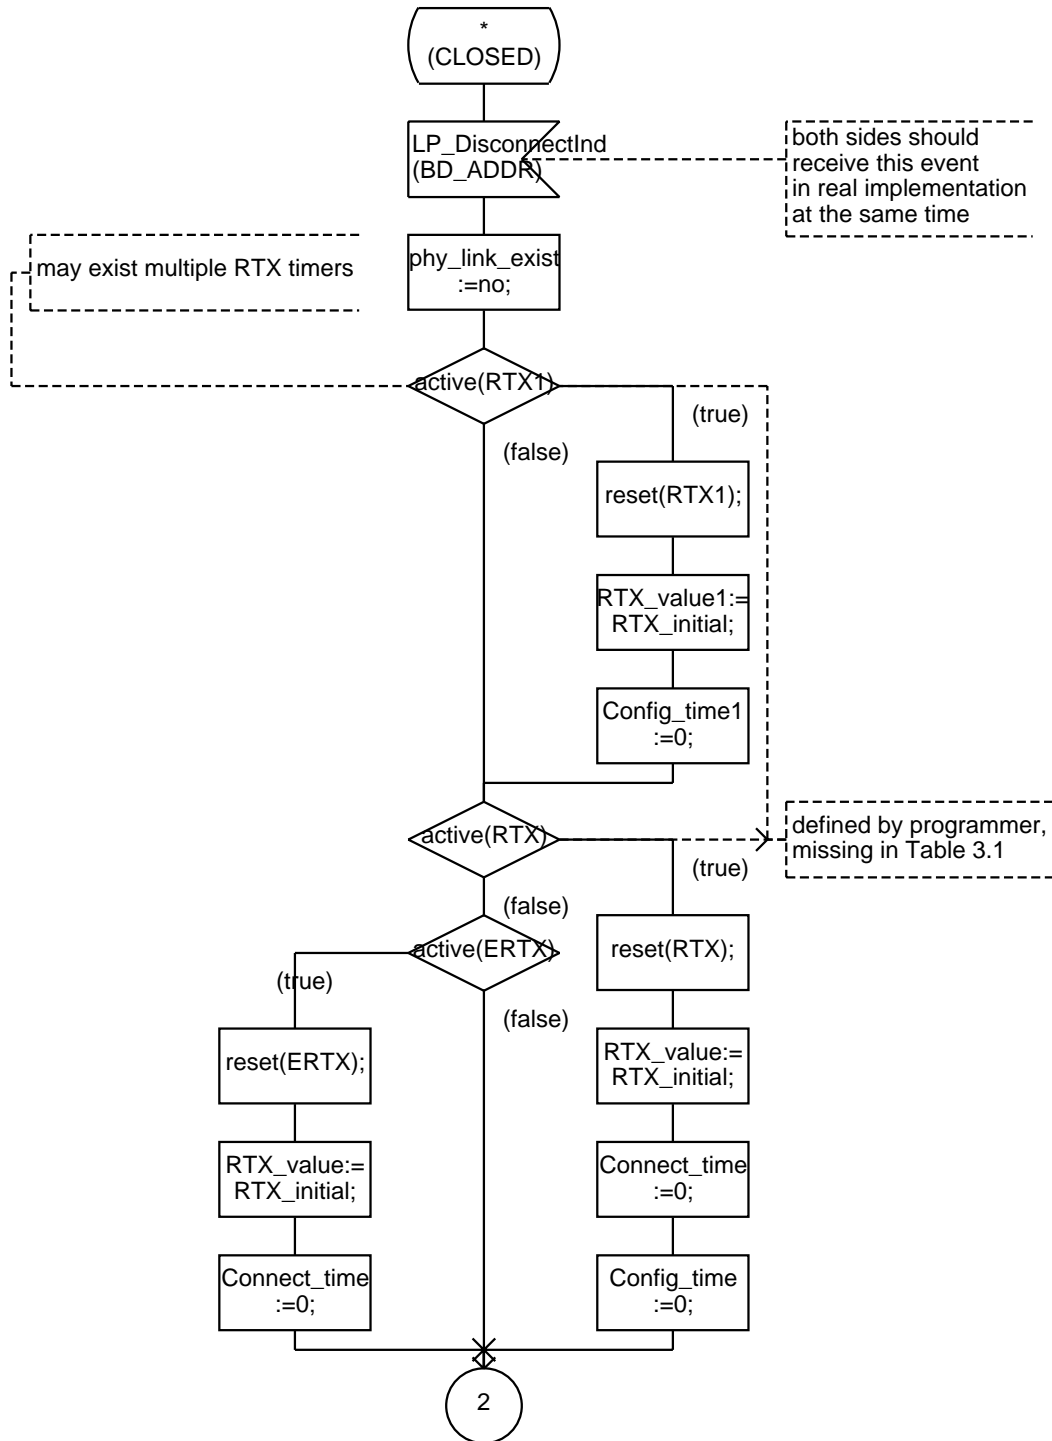 *
(CLOSED)
LP_DisconnectInd
(BD_ADDR)
both sides should
receive this event
in real implementation
at the same time
may exist multiple RTX timers
phy_link_exist
:=no;
active(RTX1)
(true)
(false)
reset(RTX1);
RTX_value1:=
RTX_initial;
Config_time1
:=0;
active(RTX)
defined by programmer,
missing in Table 3.1
(true)
(false)
active(ERTX)
reset(RTX);
(true)
(false)
reset(ERTX);
RTX_value:=
RTX_initial;
RTX_value:=
RTX_initial;
Connect_time
:=0;
Connect_time
:=0;
Config_time
:=0;
2